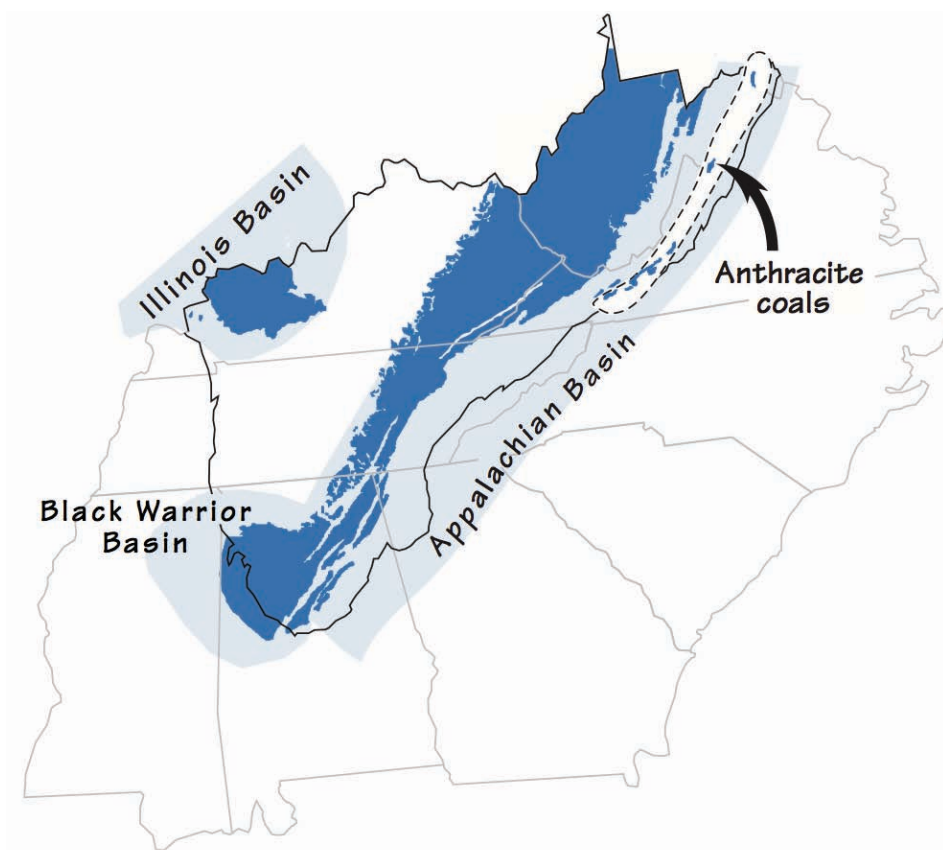 Illinois Basin
Anthracite
coals
Appalachian Basin
Black Warrior
Basin